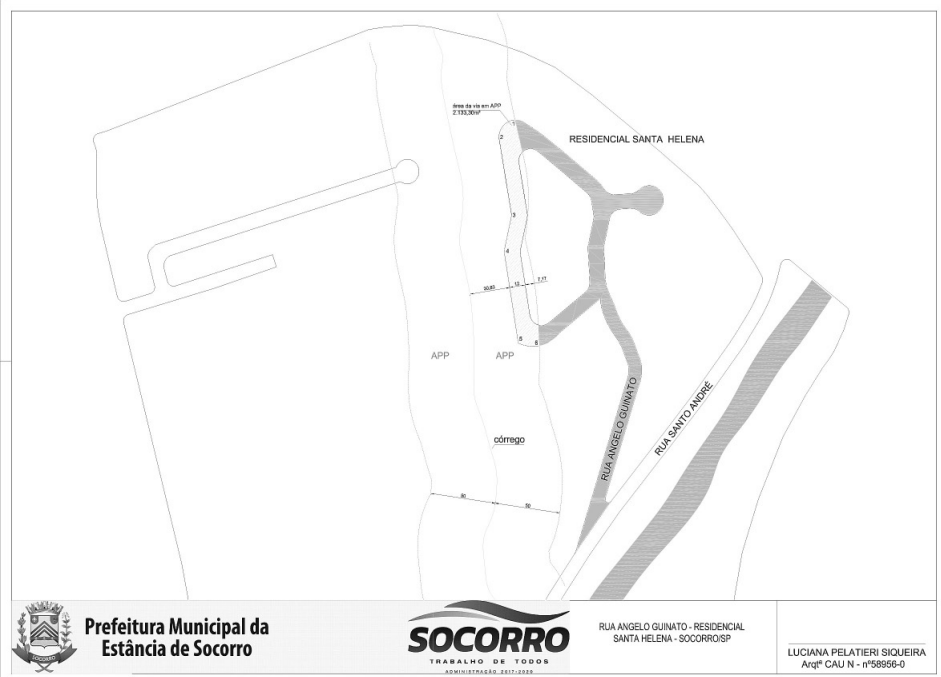 área da via em APP
2.133,30m²
1
2
RESIDENCIAL SANTA HELENA
3
4
12
7,17
5
6
APP
APP
RUA ANGELO GUINATO
RUA SANTO ANDRÉ
córrego
50
Prefeitura Municipal da
Estância de Socorro
SOCORRO
SOCORRO
TRABALHO DE TODOS
ADMINISTRAÇÃO 2017-2020
RUA ANGELO GUINATO - RESIDENCIAL
SANTA HELENA - SOCORRO/SP
LUCIANA PELATIERI SIQUEIRA
Arqtª CAU N - nº58956-0